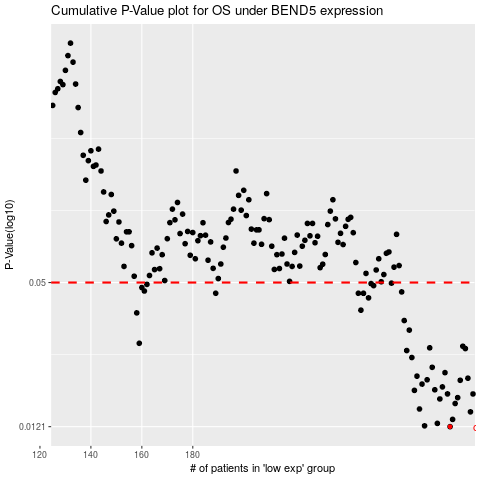 Cumulative P-Value plot for OS under BEND5 expression
P-Value(log10)
0.05
0.0121
120 140 160 180
# of patients in 'low exp' group